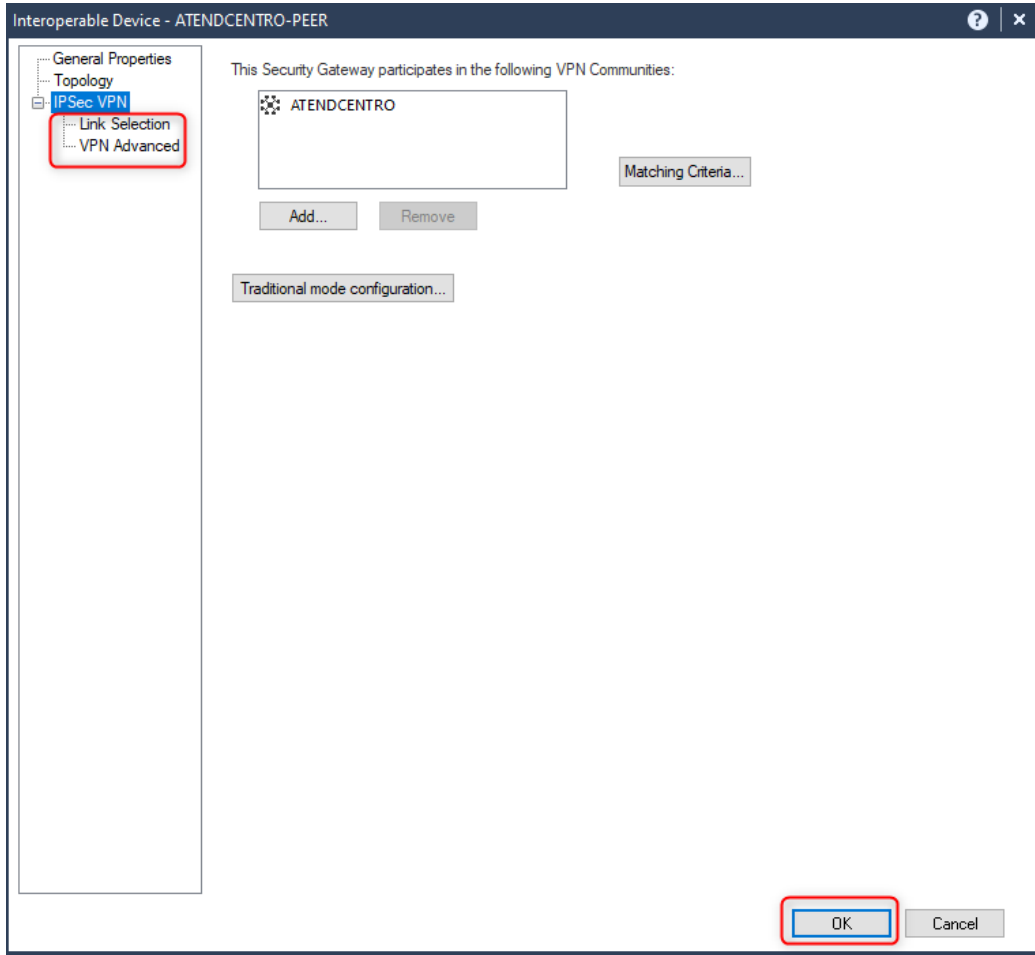 Interoperable Device - ATENDCENTRO-PEER
General Properties
Topology
IPSec VPN
Link Selection
VPN Advanced
This Security Gateway participates in the following VPN Communities:
ATENDCENTRO
Matching Criteria...
Add...
Remove
Traditional mode configuration...
OK
Cancel